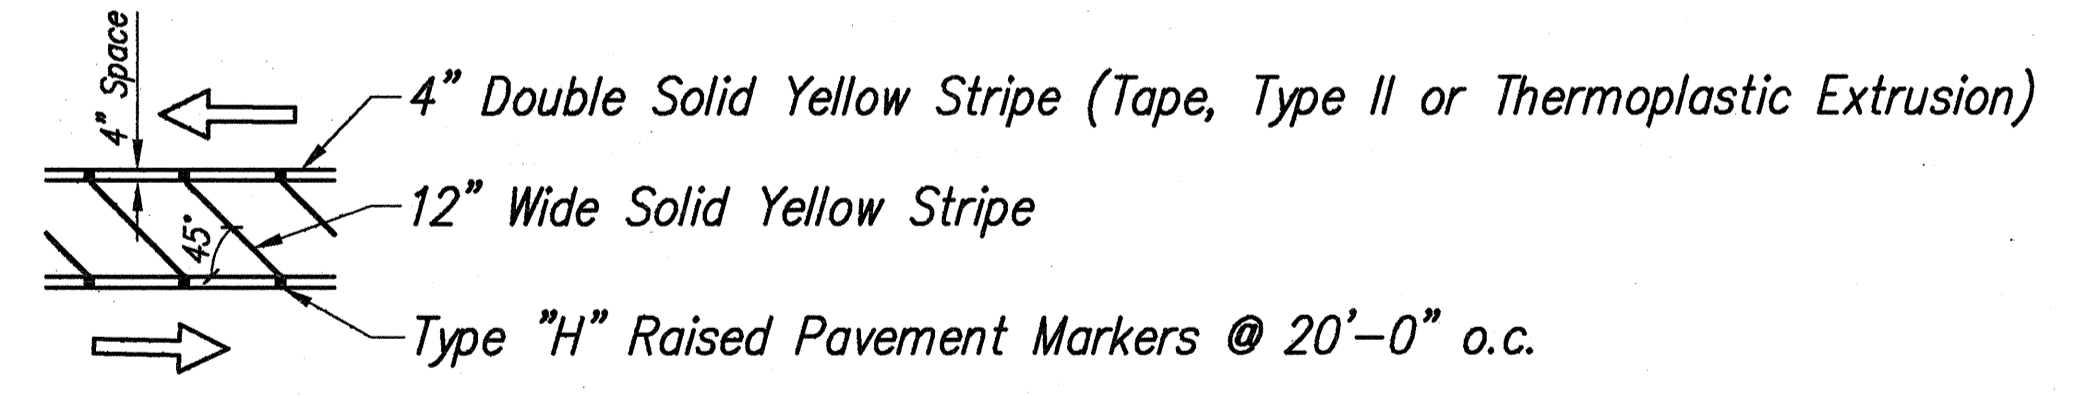 4" Space
4" Double Solid Yellow Stripe (Tape, Type II or Thermoplastic Extrusion)
12" Wide Solid Yellow Stripe
45°
Type "H" Raised Pavement Markers @ 20'-0" o.c.